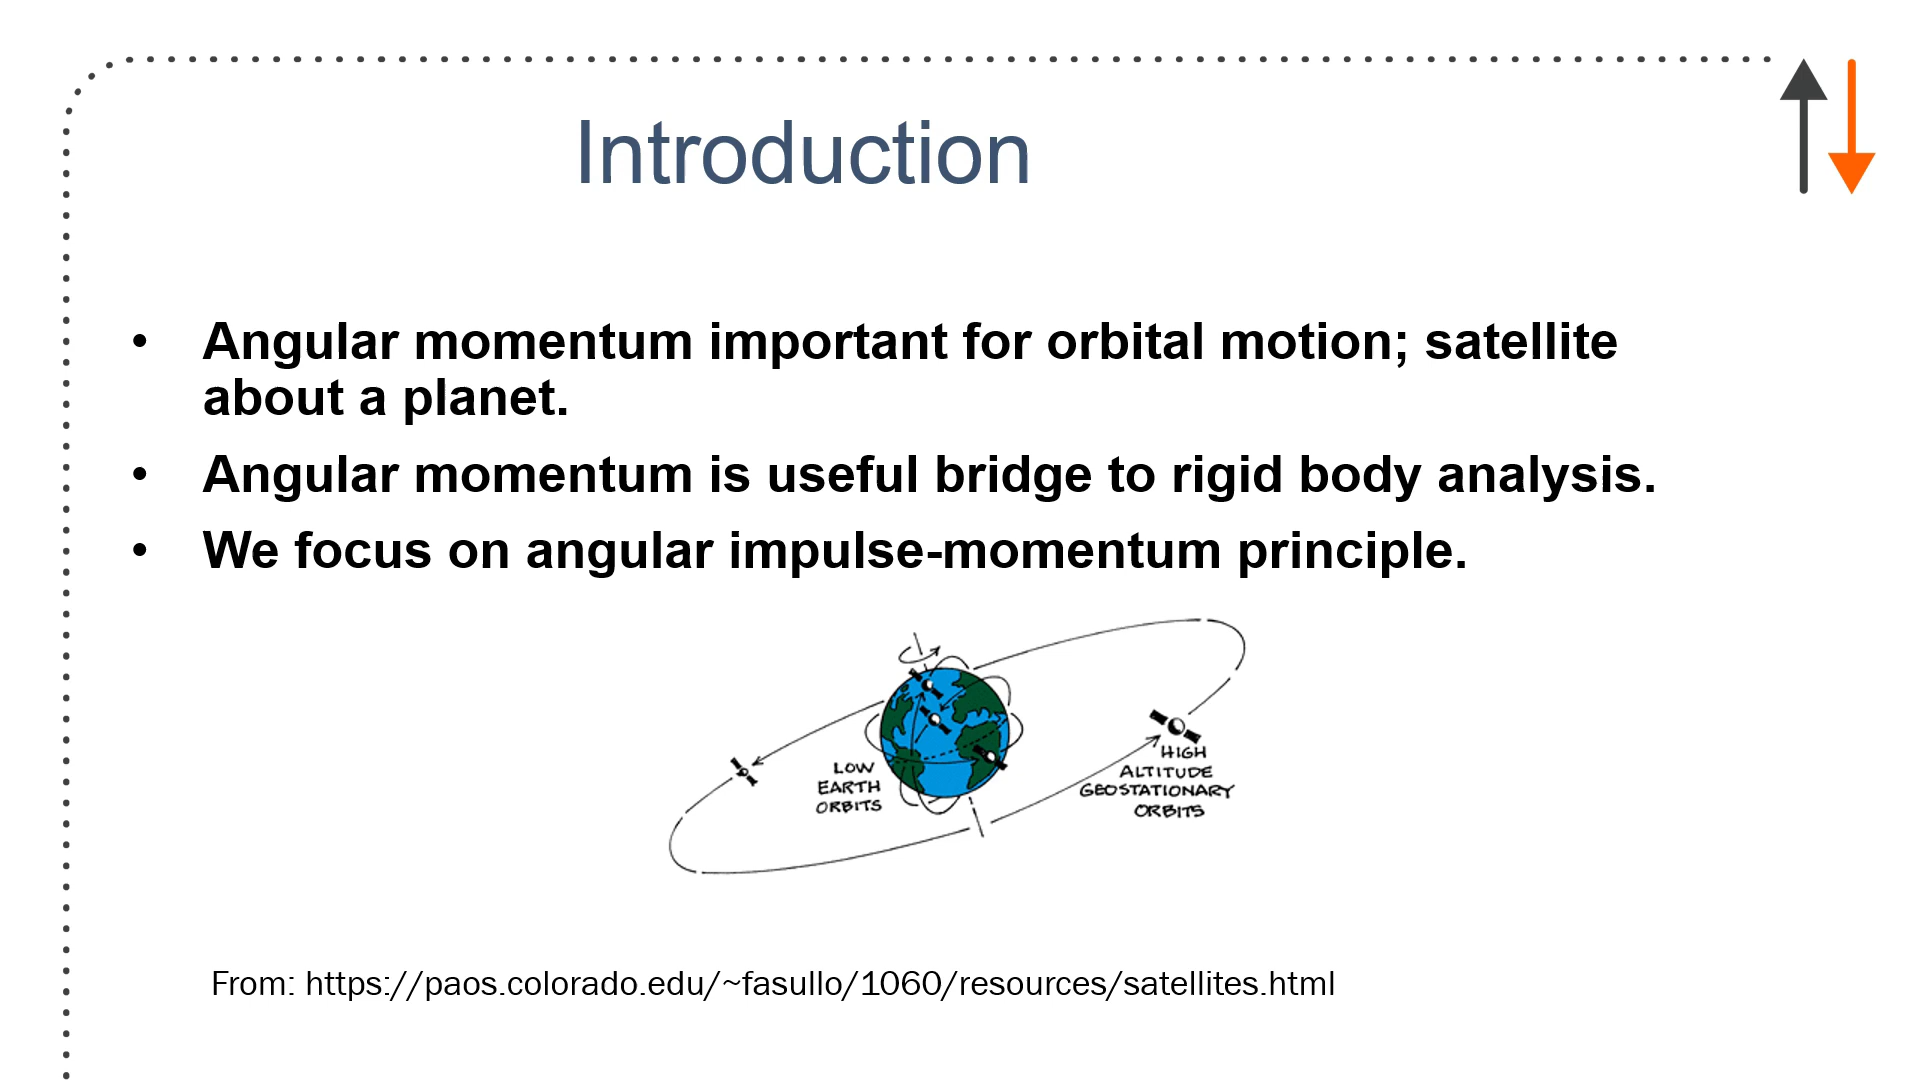 Introduction
• Angular momentum important for orbital motion; satellite
about a planet.
• Angular momentum is useful bridge to rigid body analysis.
• We focus on angular impulse-momentum principle.
LOW
EARTH
ORBITS
HIGH
ALTITUDE
GEOSTATIONARY
ORBITS
From: https://paos.colorado.edu/~fasullo/1060/resources/satellites.html